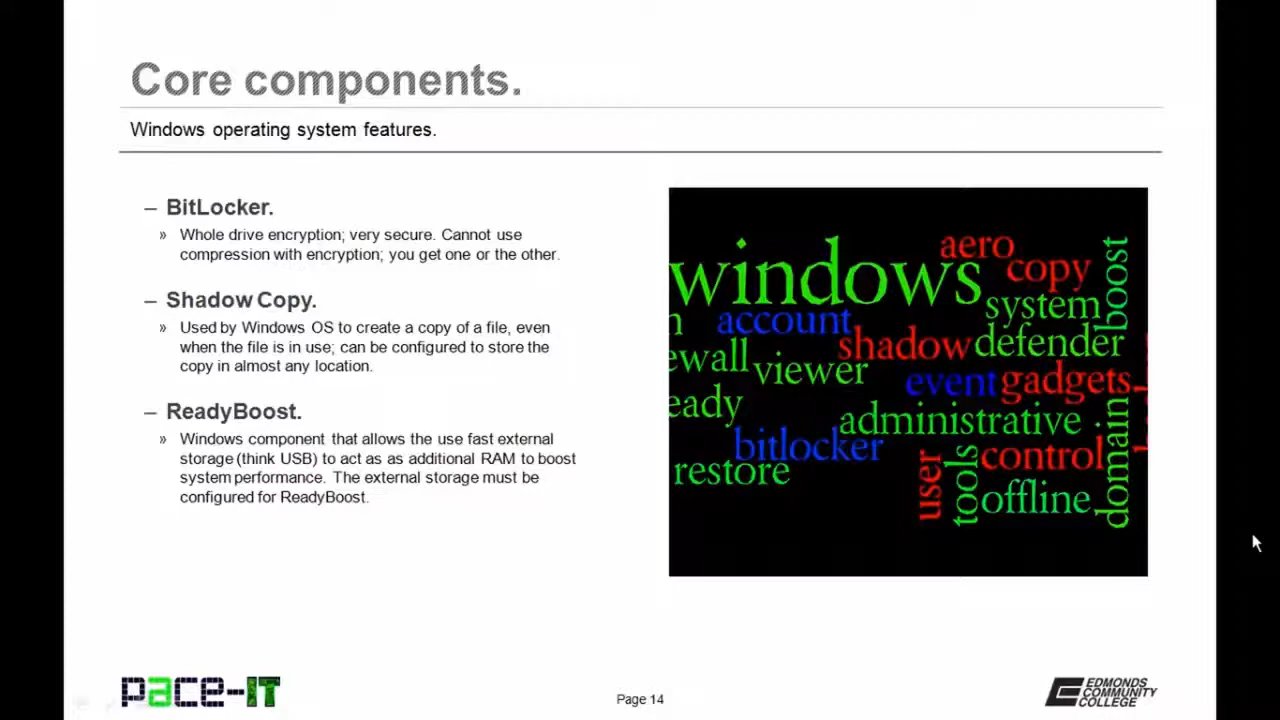 Core components.
Windows operating system features.
– BitLocker.
» Whole drive encryption; very secure. Cannot use
compression with encryption; you get one or the other.
– Shadow Copy.
» Used by Windows OS to create a copy of a file, even
when the file is in use; can be configured to store the
copy in almost any location.
– ReadyBoost.
» Windows component that allows the use fast external
storage (think USB) to act as as additional RAM to boost
system performance. The external storage must be
configured for ReadyBoost.
windows
aero
copy
boost
system
account
shadow
defender
ewall
viewer
event
gadgets
eady
administrative
domain
bitlocker
restore
user
tools
control
offline
pace-IT
Page 14
EDMONDS
COMMUNITY
COLLEGE